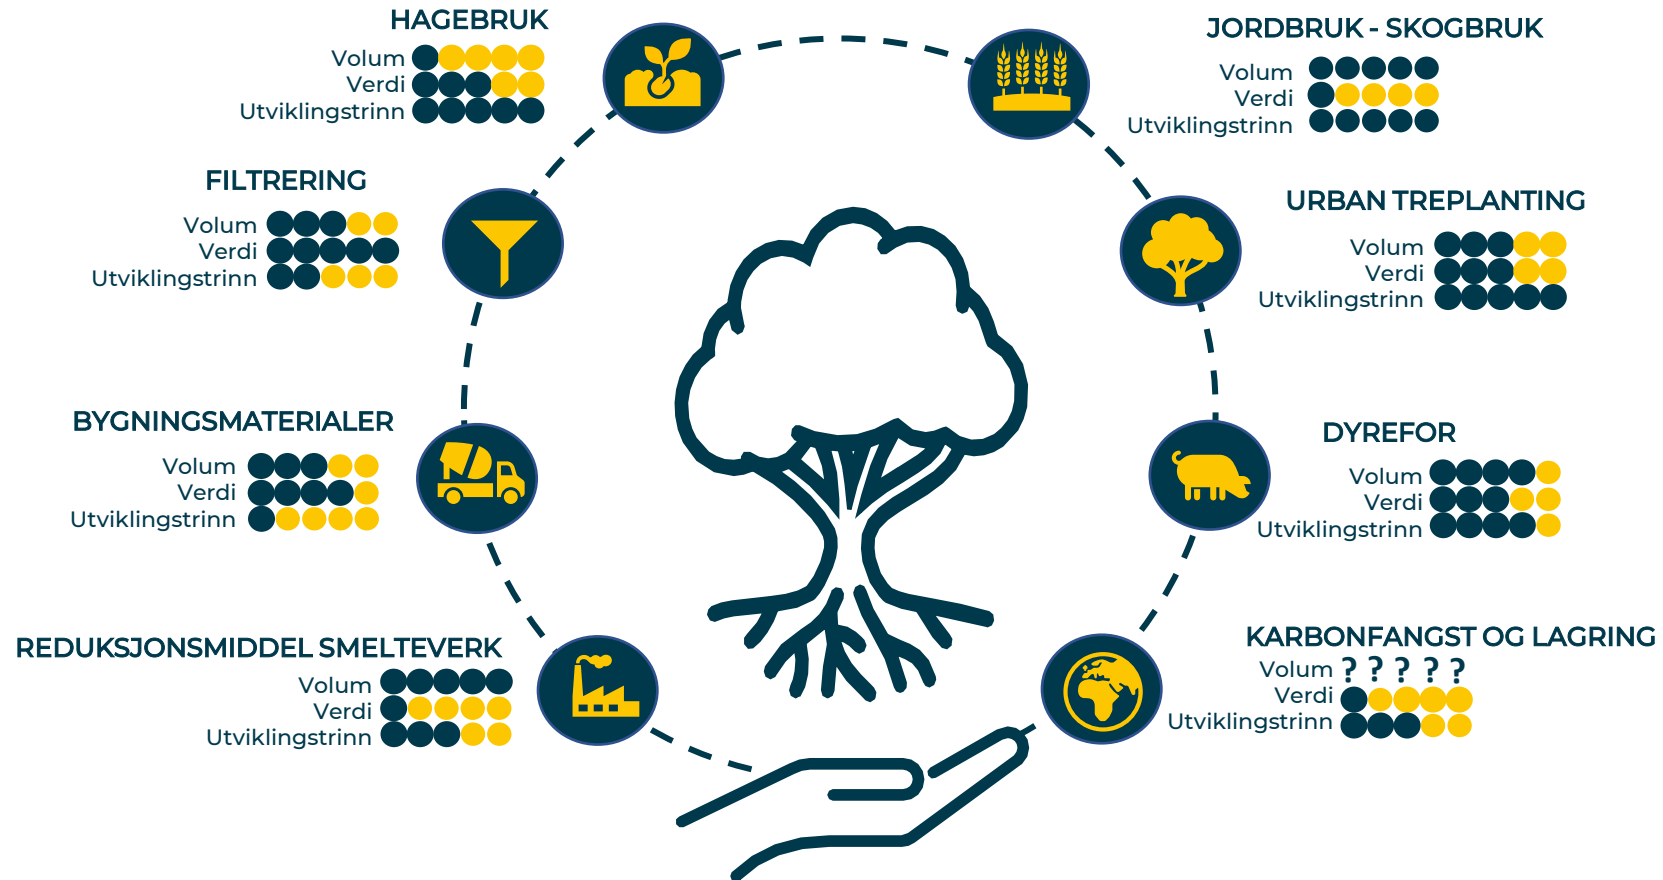 HAGEBRUK
Volum
Verdi
Utviklingstrinn
JORDBRUK - SKOGBRUK
Volum
Verdi
Utviklingstrinn
FILTRERING
Volum
Verdi
Utviklingstrinn
URBAN TREPLANTING
Volum
Verdi
Utviklingstrinn
BYGNINGSMATERIALER
Volum
Verdi
Utviklingstrinn
DYREFOR
Volum
Verdi
Utviklingstrinn
REDUKSJONSMIDDEL SMELTEVERK
Volum
Verdi
Utviklingstrinn
KARBONFANGST OG LAGRING
Volum ? ? ? ? ?
Verdi
Utviklingstrinn